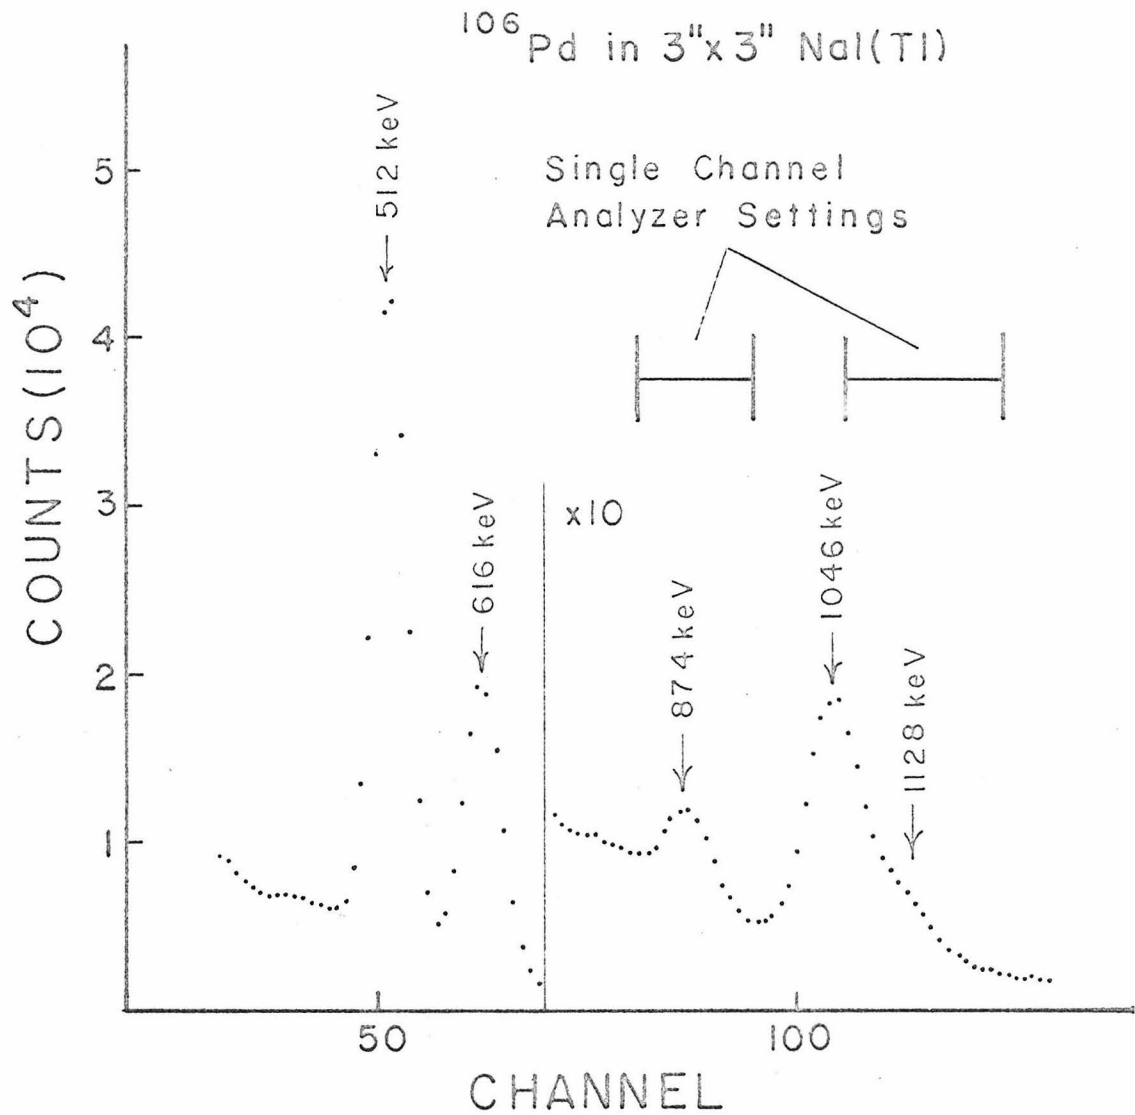 106Pd in 3"x3" NaI(Tl)
Single Channel
Analyzer Settings
512 keV
616 keV
x10
874 keV
1046 keV
1128 keV
COUNTS (10^4)
5
4
3
2
1
50
100
CHANNEL